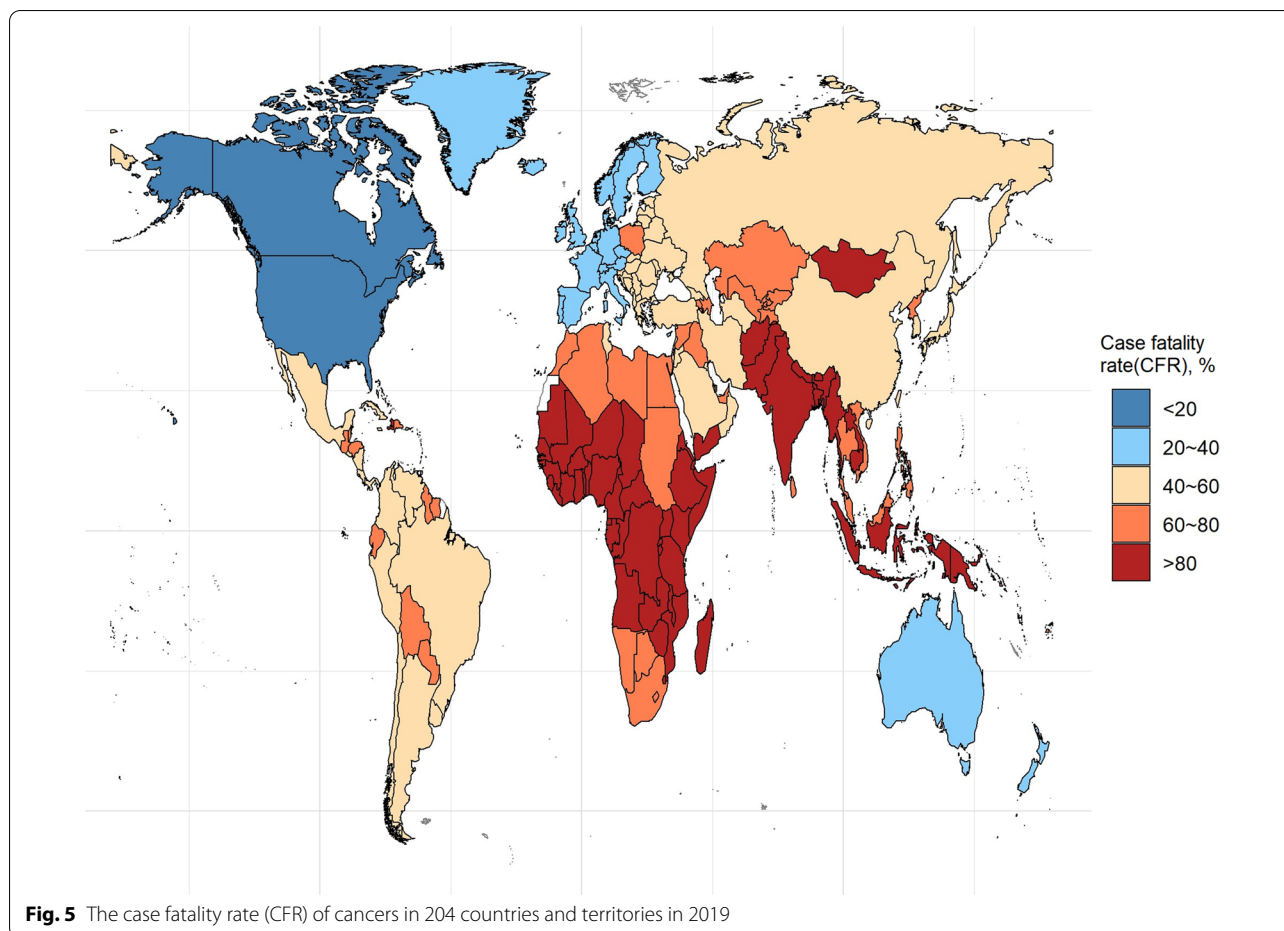 Case fatality
rate(CFR), %
<20
20~40
40~60
60~80
>80
Fig. 5 The case fatality rate (CFR) of cancers in 204 countries and territories in 2019